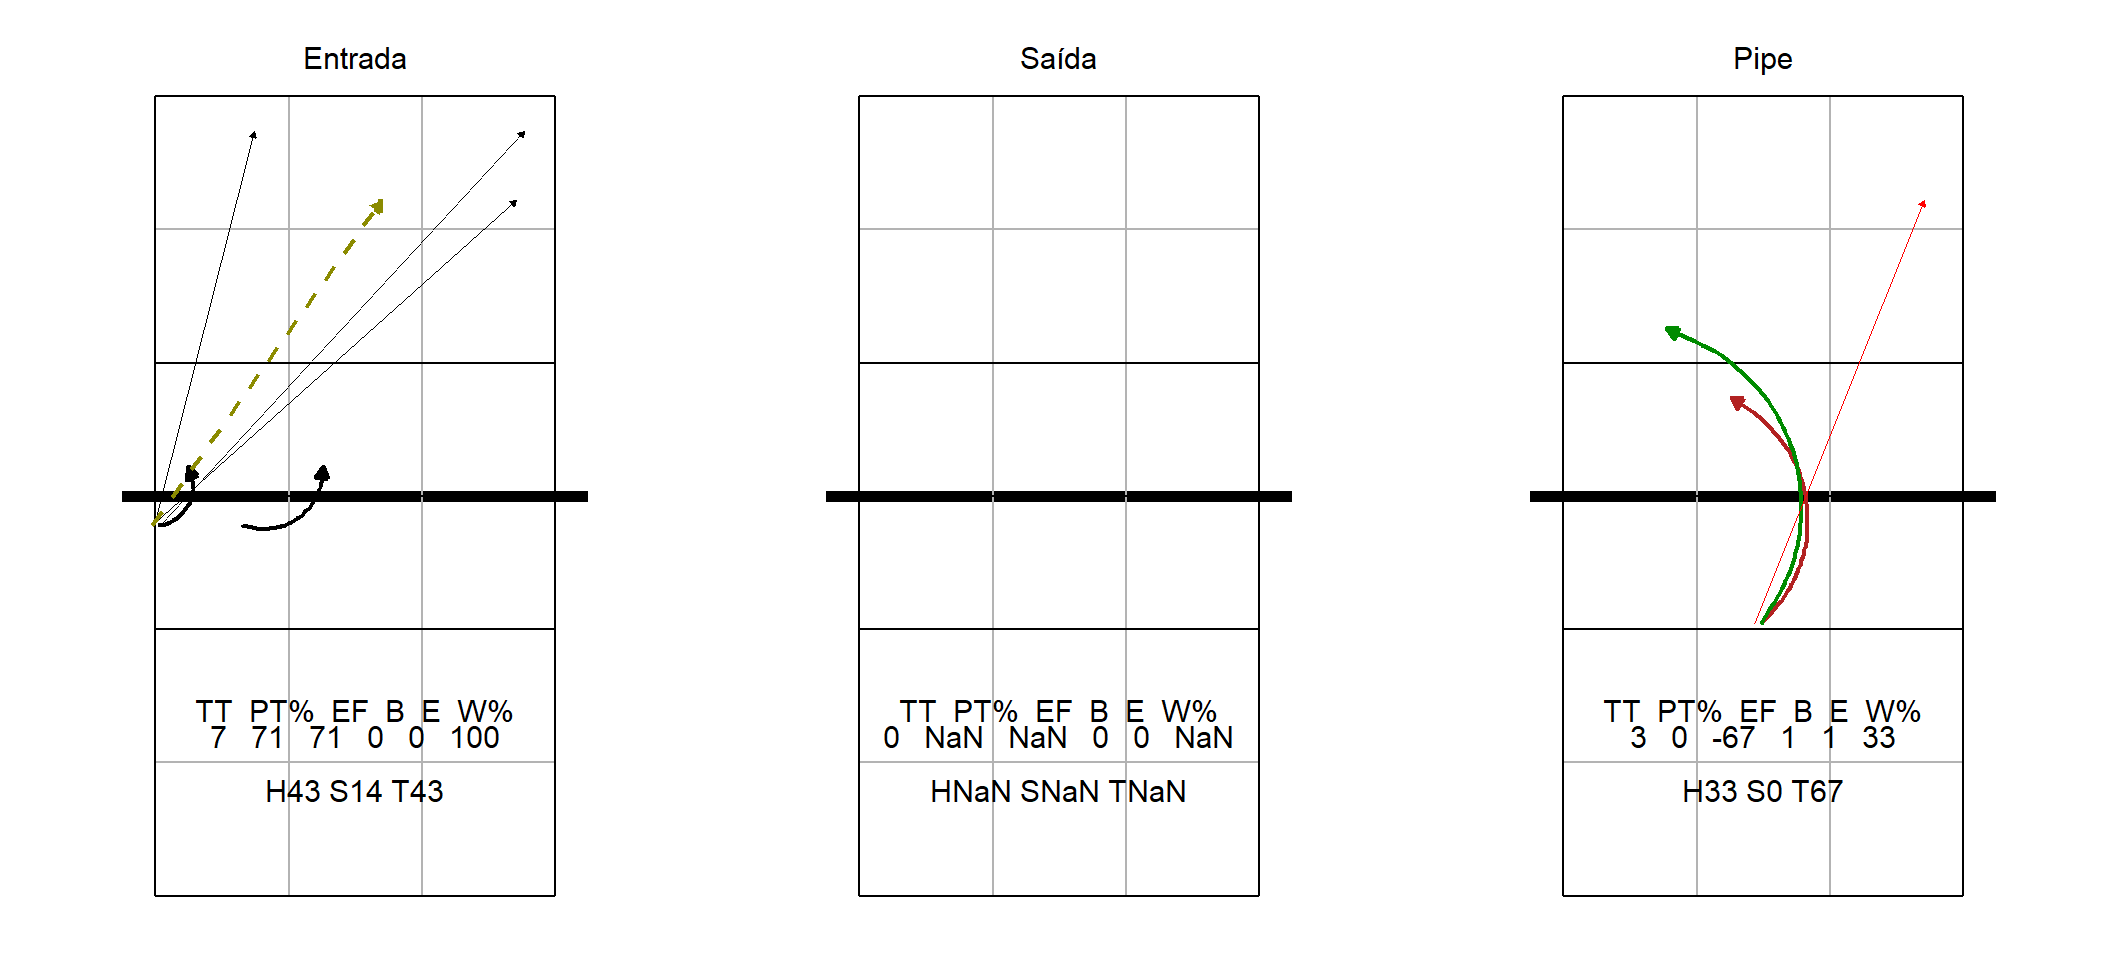 Entrada
TT PT% EF B E W%
7 71 71 0 0 100
H43 S14 T43
Saída
TT PT% EF B E W%
0 NaN NaN 0 0 NaN
HNaN SNaN TNaN
Pipe
TT PT% EF B E W%
3 0 -67 1 1 33
H33 S0 T67